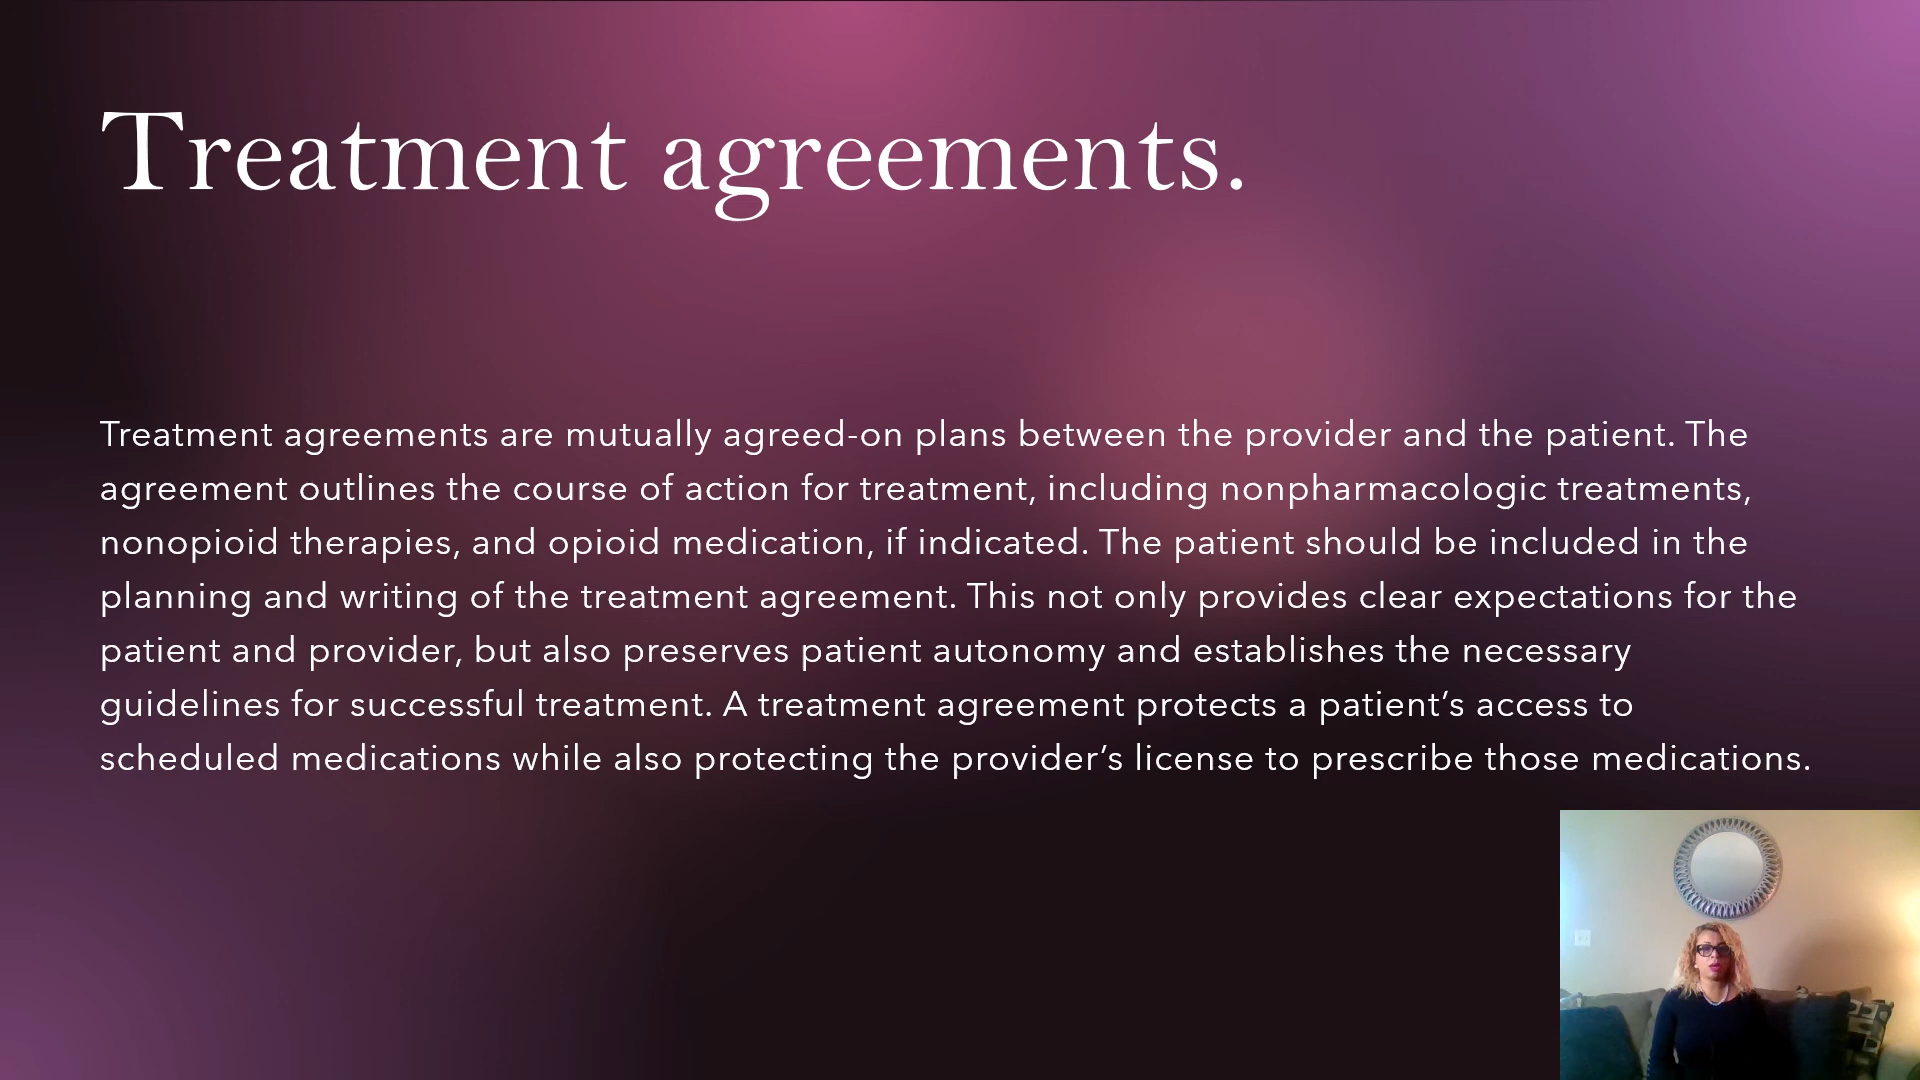 Treatment agreements.
Treatment agreements are mutually agreed-on plans between the provider and the patient. The
agreement outlines the course of action for treatment, including nonpharmacologic treatments,
nonopioid therapies, and opioid medication, if indicated. The patient should be included in the
planning and writing of the treatment agreement. This not only provides clear expectations for the
patient and provider, but also preserves patient autonomy and establishes the necessary
guidelines for successful treatment. A treatment agreement protects a patient’s access to
scheduled medications while also protecting the provider’s license to prescribe those medications.